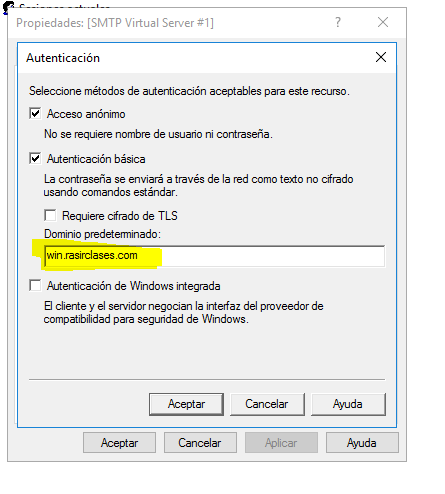 Propiedades: [SMTP Virtual Server #1]
Autenticación
Seleccione métodos de autenticación aceptables para este recurso.
Acceso anónimo
No se requiere nombre de usuario ni contraseña.
Autenticación básica
La contraseña se enviará a través de la red como texto no cifrado
usando comandos estándar.
Requiere cifrado de TLS
Dominio predeterminado:
win.rasirclases.com
Autenticación de Windows integrada
El cliente y el servidor negocian la interfaz del proveedor de
compatibilidad para seguridad de Windows.
Aceptar Cancelar Ayuda
Aceptar Cancelar Aplicar Ayuda